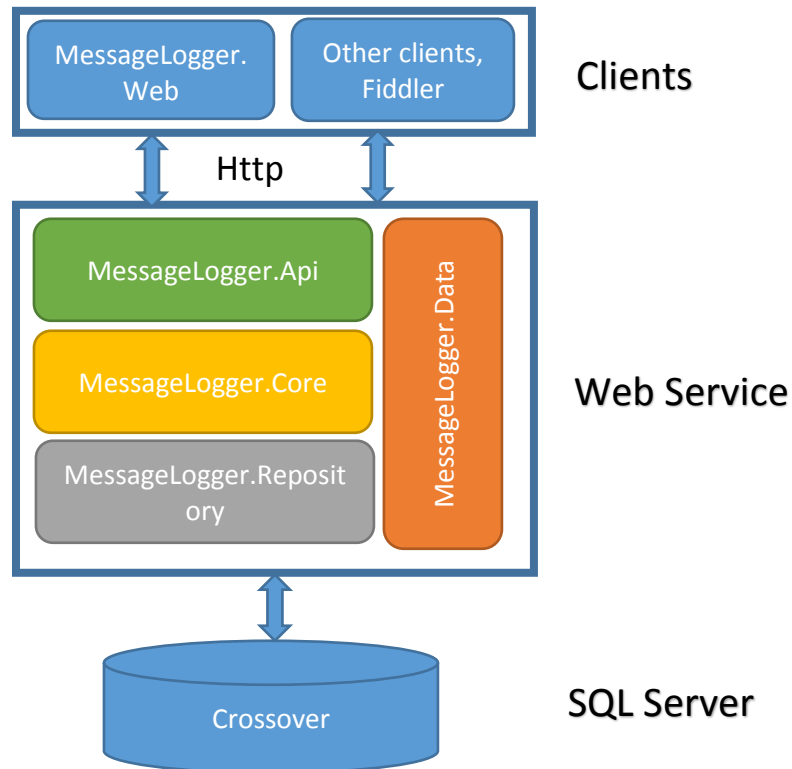 MessageLogger.
Web
Other clients,
Fiddler
Clients
Http
MessageLogger.Api
MessageLogger.Core
MessageLogger.Reposit
ory
MessageLogger.Data
Web Service
Crossover
SQL Server